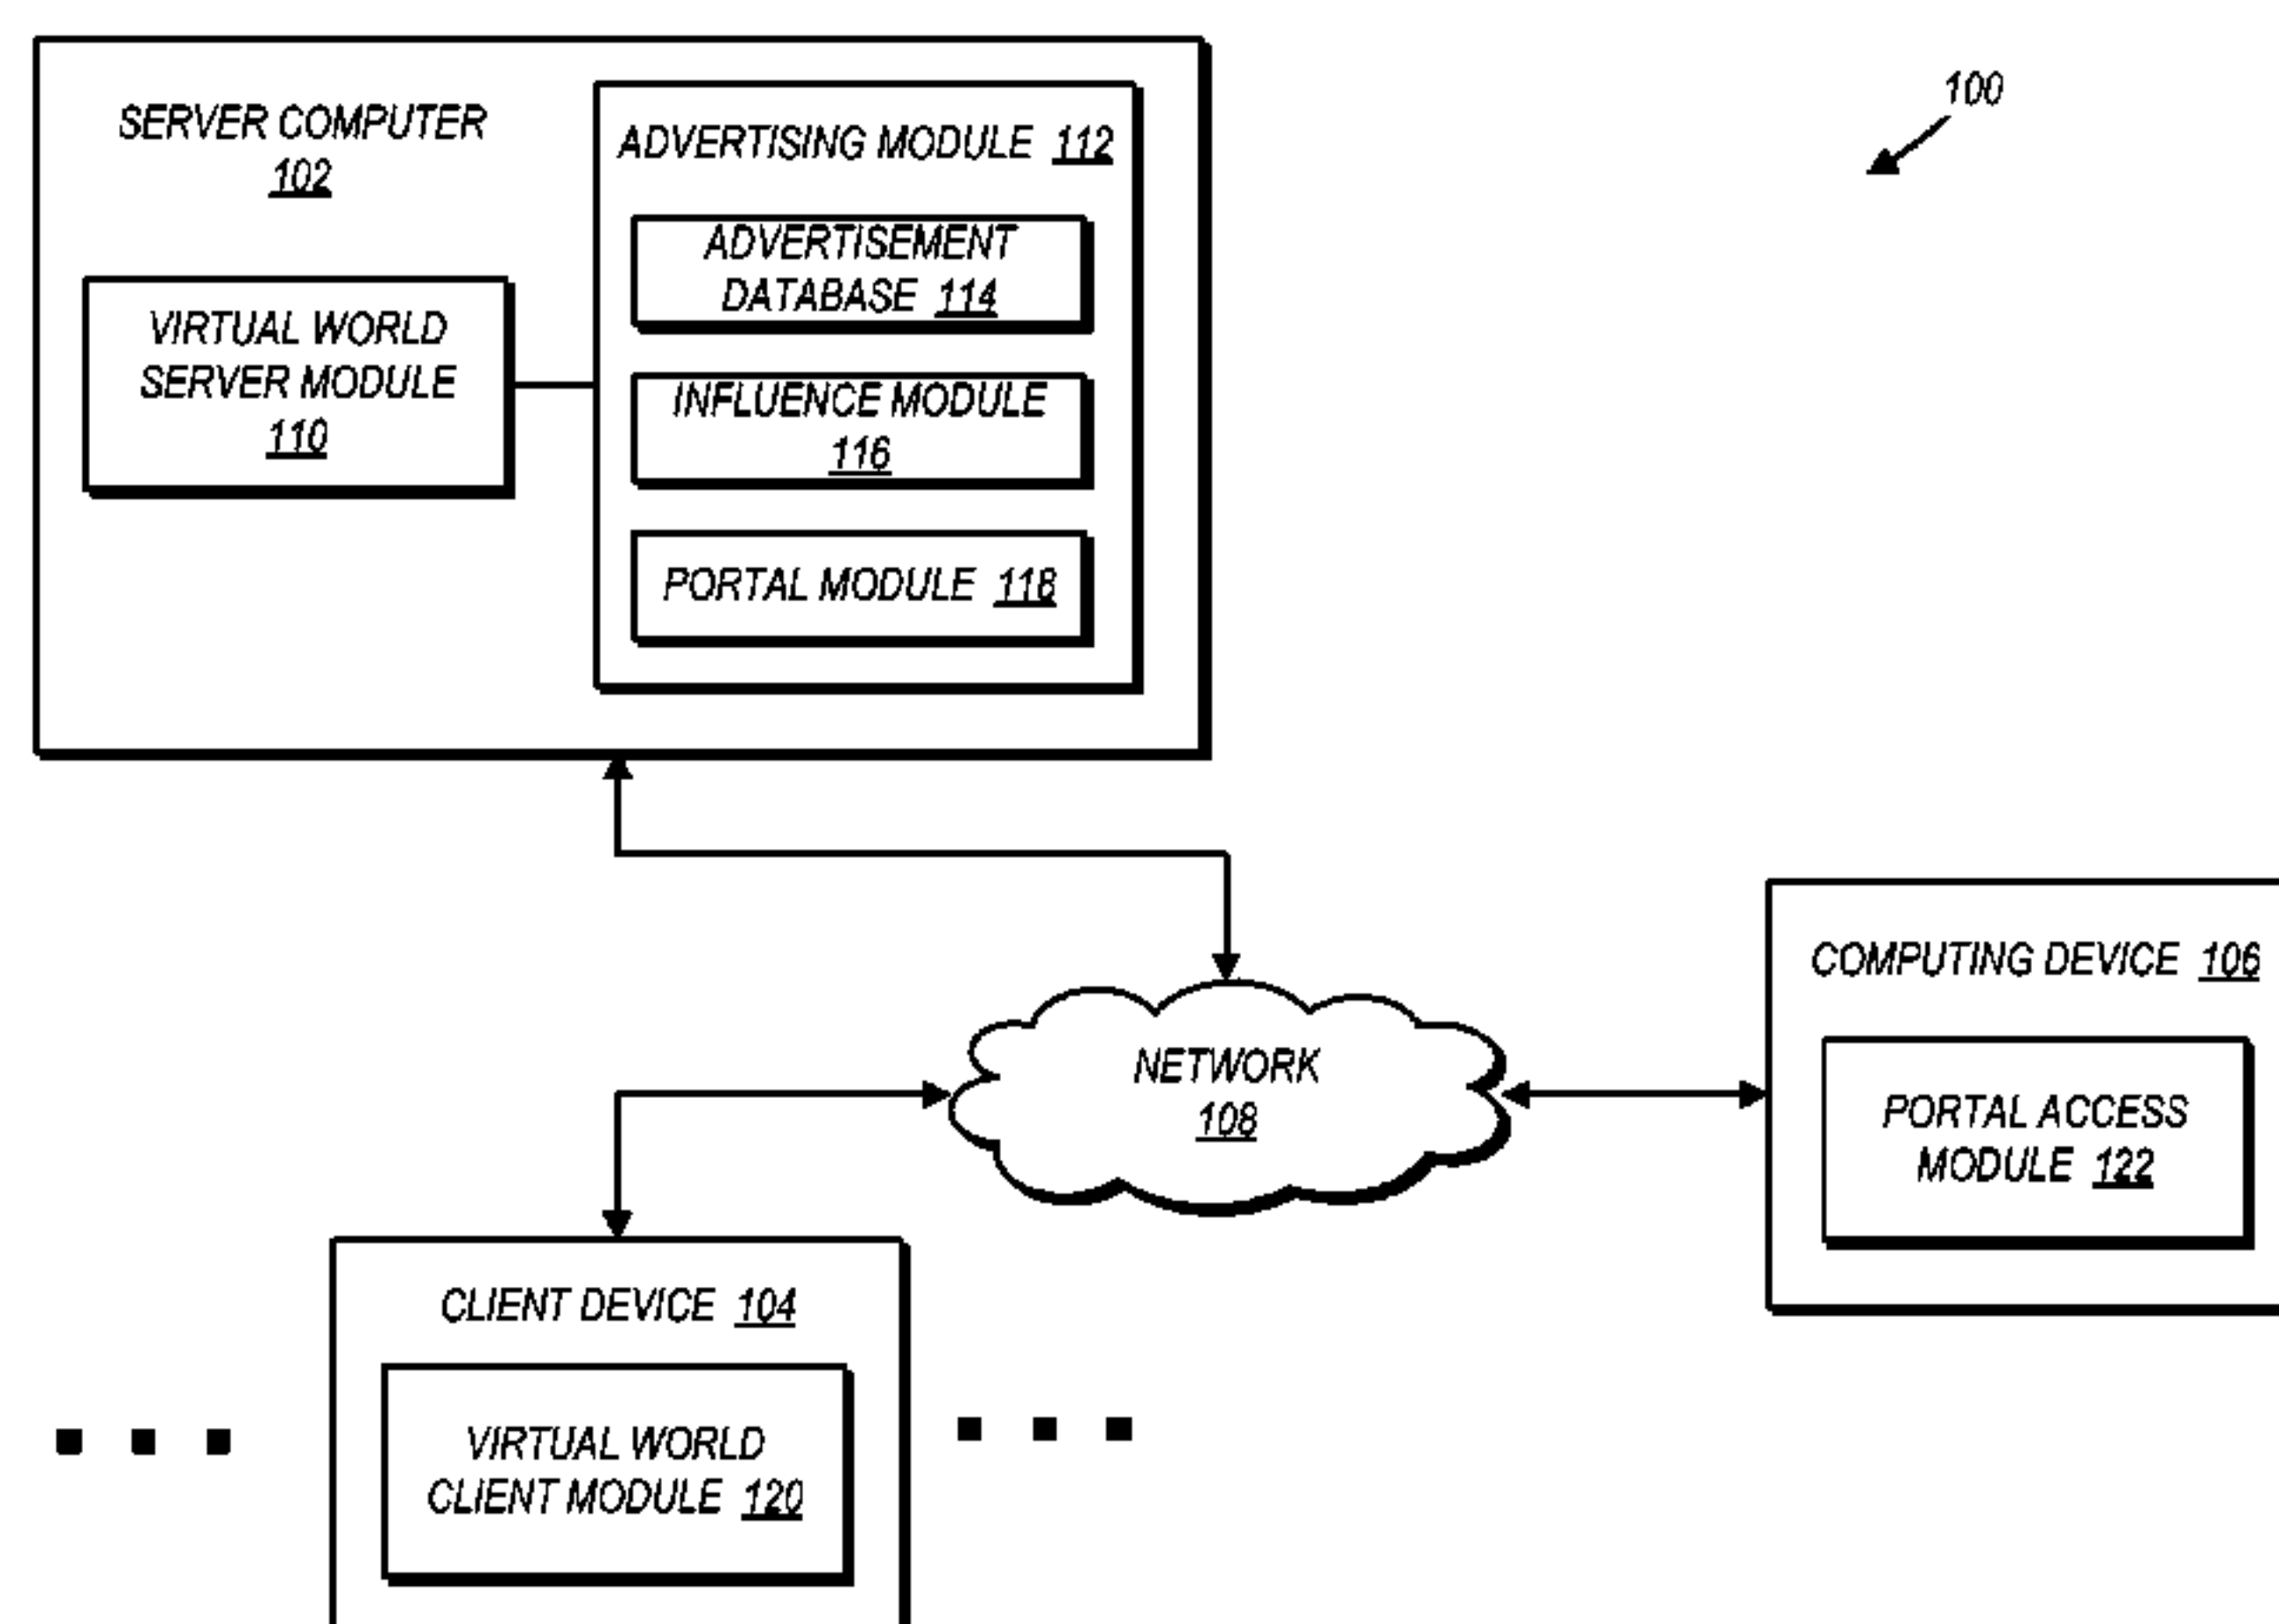 100
SERVER COMPUTER
102
ADVERTISING MODULE 112
ADVERTISEMENT
DATABASE 114
VIRTUAL WORLD
SERVER MODULE
110
INFLUENCE MODULE
116
PORTAL MODULE 118
COMPUTING DEVICE 106
PORTAL ACCESS
MODULE 122
NETWORK
108
CLIENT DEVICE 104
VIRTUAL WORLD
CLIENT MODULE 120